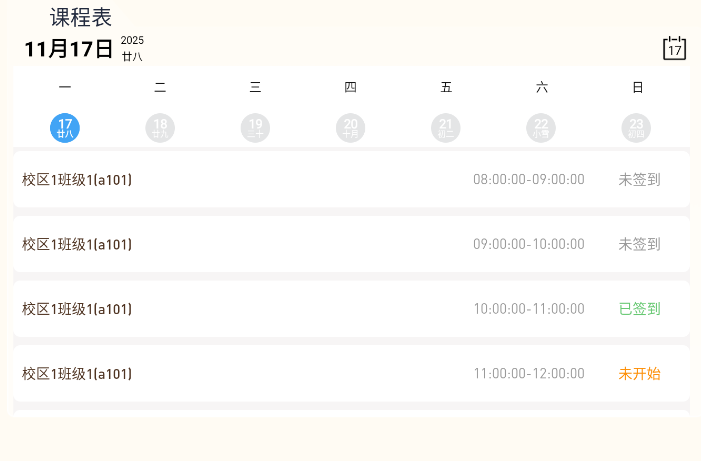 课程表
11月17日 2025
廿八
17
一 二 三 四 五 六 日
17 18 19 20 21 22 23
廿八 廿九 三十 十月 初二 小雪 初四
校区1班级1(a101) 08:00:00-09:00:00 未签到
校区1班级1(a101) 09:00:00-10:00:00 未签到
校区1班级1(a101) 10:00:00-11:00:00 已签到
校区1班级1(a101) 11:00:00-12:00:00 未开始